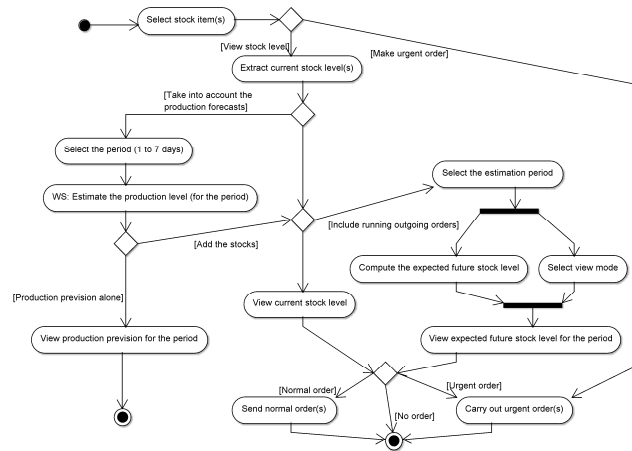 Select stock item(s)
[View stock level]
[Make urgent order]
Extract current stock level(s)
[Take into account the
production forecasts]
Select the period (1 to 7 days)
Select the estimation period
WS: Estimate the production level (for the period)
[Include running outgoing orders]
[Add the stocks]
Compute the expected future stock level
Select view mode
[Production prevision alone]
View current stock level
View production prevision for the period
View expected future stock level for the period
[Normal order]
[Urgent order]
Send normal order(s)
[No order]
Carry out urgent order(s)